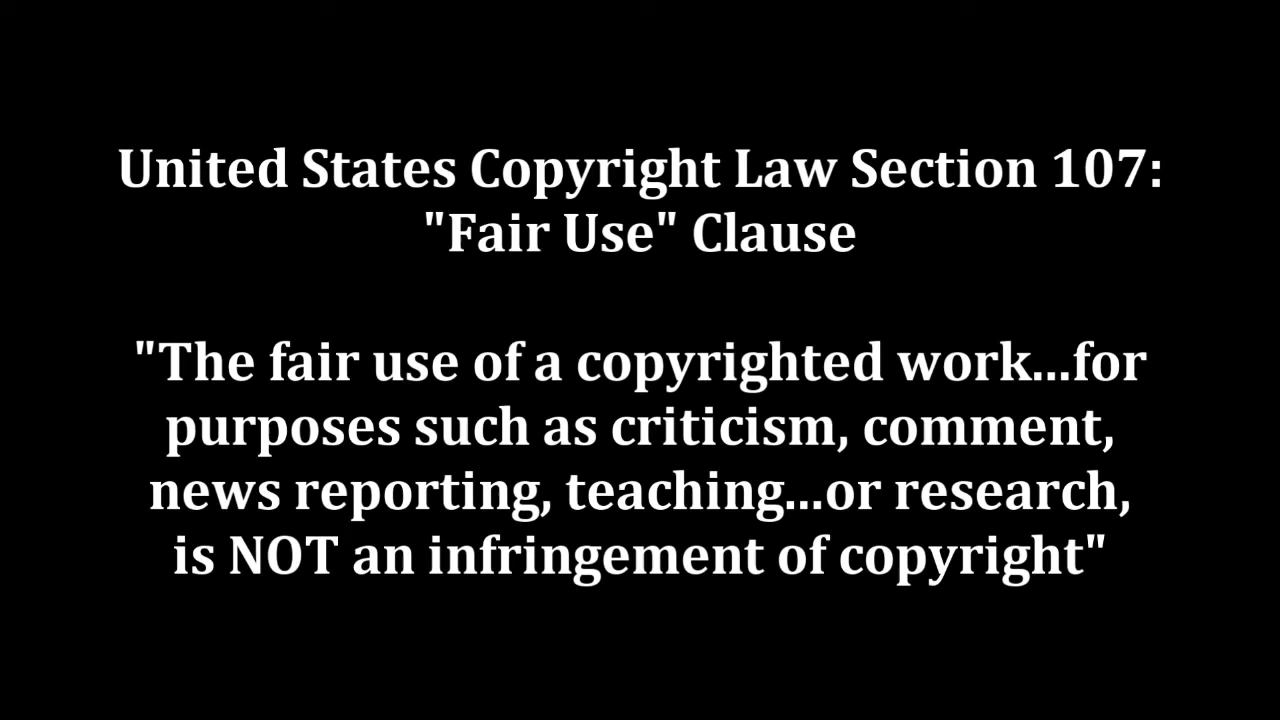 United States Copyright Law Section 107:
"Fair Use" Clause
"The fair use of a copyrighted work...for
purposes such as criticism, comment,
news reporting, teaching...or research,
is NOT an infringement of copyright"